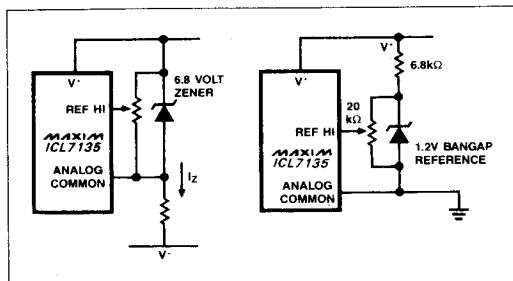 V+
6.8 VOLT
ZENER
REF HI
MAXIM
ICL7135
ANALOG
COMMON
IZ
V-
V+
V+
6.8kΩ
20
kΩ
REF HI
MAXIM
ICL7135
1.2V BANGAP
REFERENCE
ANALOG
COMMON